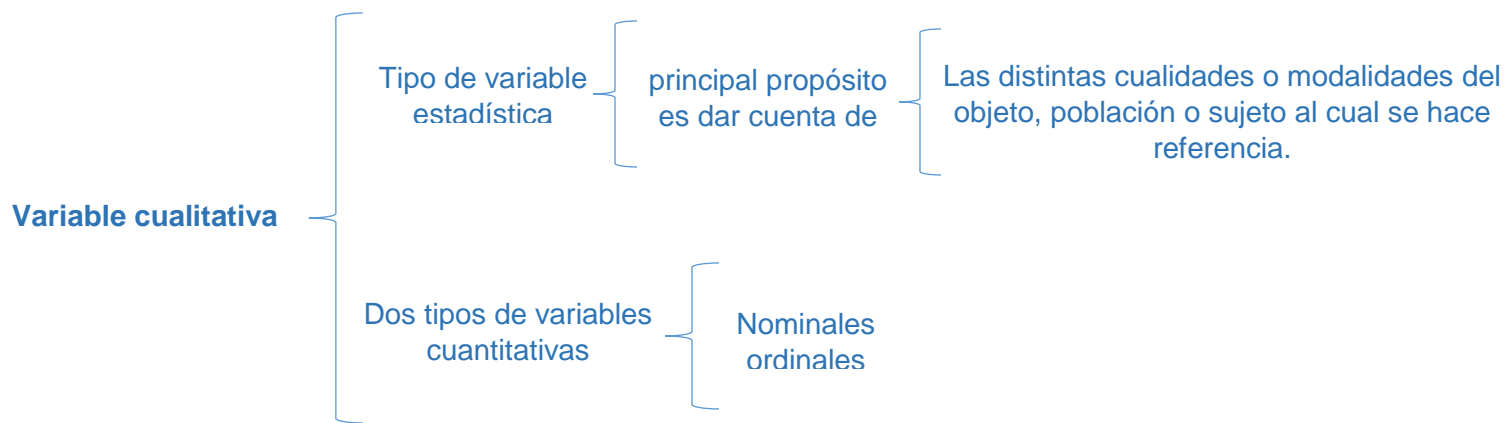 Variable cualitativa
Tipo de variable
estadística
principal propósito
es dar cuenta de
Las distintas cualidades o modalidades del
objeto, población o sujeto al cual se hace
referencia.
Dos tipos de variables
cuantitativas
Nominales
ordinales